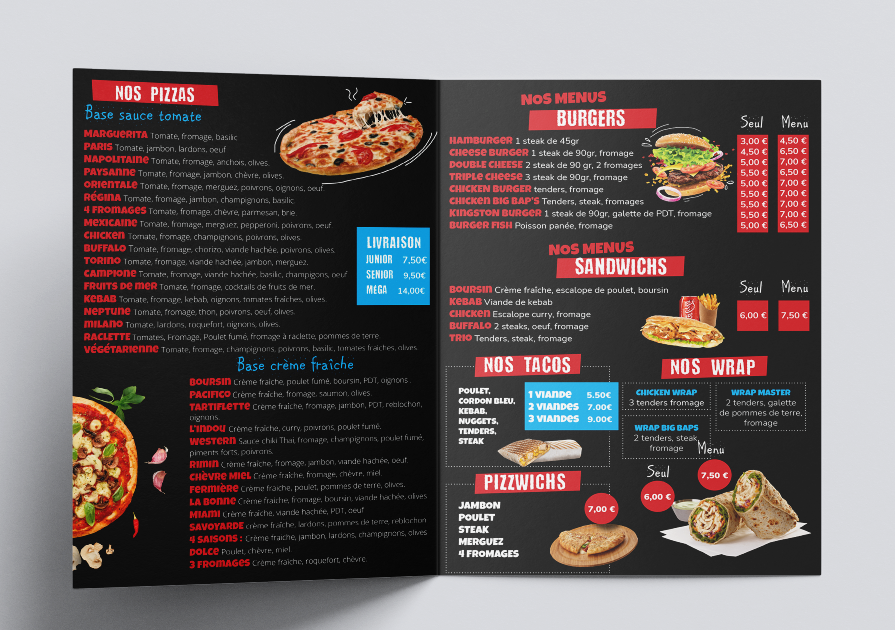 NOS PIZZAS
Base sauce tomate
MARGUERITA Tomate, fromage, basilic
PARIS Tomate, jambon, lardons, oeuf
NAPOLITAINE Tomate, fromage, anchois, olives.
PAYSANNE Tomate, fromage, jambon, chèvre, olives.
ORIENTALE Tomate, fromage, merguez, poivrons, oignons, oeuf
RÉGINA Tomate, fromage, jambon, champignons, basilic.
4 FROMAGES Tomate, fromage, chèvre, parmesan, brie.
MEXICAINE Tomate, fromage, merguez, pepperoni, poivrons, oeuf
CHICKEN Tomate, fromage, champignons, poivrons, olives.
BUFFALO Tomate, fromage, chorizo, viande hachée, poivrons, olives.
TORINO Tomate, fromage, viande hachée, jambon, merguez.
CAMPIONE Tomate, fromage, viande hachée, basilic, champigons, oeuf
FRUITS DE MER Tomate, fromage, cocktails de fruits de mer.
KEBAB Tomate, fromage, kebab, oignons, tomates fraîches, olives.
NEPTUNE Tomate, fromage, thon, poivrons, oeuf, olives.
MILANO Tomate, lardons, roquefort, oignons, olives.
RACLETTE Tomates, Fromage, Poulet fumé, fromage à raclette, pommes de terre.
VÉGÉTARIENNE Tomate, fromage, champignons, poivrons, basilic, tomates fraiches, olives.
LIVRAISON
JUNIOR 7,50€
SENIOR 9,50€
MEGA 14,00€
Base crème fraîche
BOURSIN Crème fraîche, poulet fumé, boursin, PDT, oignons.
PACIFICO Crème fraîche, fromage, saumon, olives.
TARTIFLETTE Crème fraîche, fromage, jambon, PDT, reblochon,
oignons.
L'INDOU Crème fraîche, curry, poivrons, poulet fumé.
WESTERN Sauce chiki Thaï, fromage, champignons, poulet fumé,
piments forts, poivrons.
RIMINI Crème fraîche, fromage, jambon, viande hachée, oeuf.
CHÈVRE MIEL Crème fraîche, fromage, chèvre, miel.
FERMIÈRE Crème fraîche, poulet, pommes de terre, olives.
LA BONNE Crème fraîche, fromage, boursin, viande hachée, olives
MIAMI Crème fraîche, viande hachée, PDT, oeuf
SAVOYARDE crème fraîche, lardons, pommes de terre, reblochon
4 SAISONS : Crème fraîche, jambon, lardons, champignons, olives.
DOLCE Poulet, chèvre, miel.
3 FROMAGES Crème fraîche, roquefort, chèvre.
NOS MENUS
BURGERS
Seul Menu
HAMBURGER 1 steak de 45gr 3,00 € 4,50 €
CHEESE BURGER 1 steak de 90gr, fromage 4,50 € 6,50 €
DOUBLE CHEESE 2 steak de 90 gr, 2 fromages 5,00 € 7,00 €
TRIPLE CHEESE 3 steak de 90gr, fromage 5,50 € 6,50 €
CHICKEN BURGER tenders, fromage 5,50 € 7,00 €
CHICKEN BIG BAP'S Tenders, steak, fromage 5,50 € 7,00 €
KINGSTON BURGER 1 steak de 90gr, galette de PDT, fromage 5,50 € 7,00 €
BURGER FISH Poisson panée, fromage 5,00 € 6,50 €
NOS MENUS
SANDWICHS
Seul Menu
BOURSIN Crème fraîche, escalope de poulet, boursin
KEBAB Viande de kebab
CHICKEN Escalope curry, fromage
BUFFALO 2 steaks, oeuf, fromage
TRIO Tenders, steak, fromage
6,00 € 7,50 €
NOS TACOS
POULET,
CORDON BLEU,
KEBAB,
NUGGETS,
TENDERS,
STEAK
1 VIANDE 5.50€
2 VIANDES 7.00€
3 VIANDES 9.00€
NOS WRAP
CHICKEN WRAP
3 tenders fromage
WRAP MASTER
2 tenders, galette
de pommes de terre,
fromage
WRAP BIG BAPS
2 tenders, steak,
fromage
Seul
6,00 €
Menu
7,50 €
PIZZWICHS
JAMBON
POULET
STEAK
MERGUEZ
4 FROMAGES
7,00 €